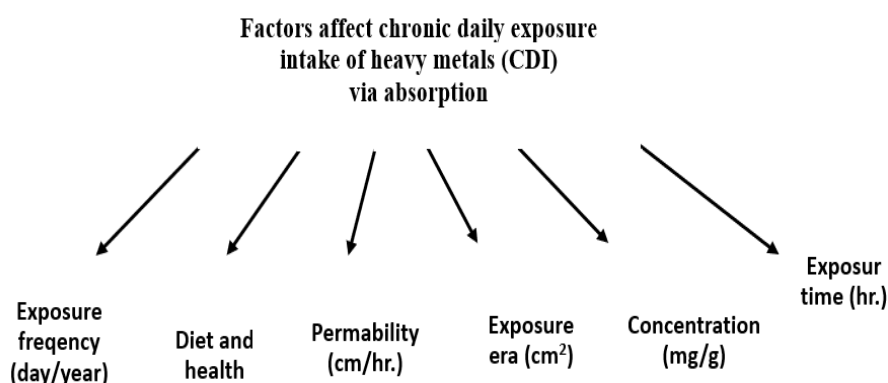 Factors affect chronic daily exposure
intake of heavy metals (CDI)
via absorption
Exposure
freqency
(day/year)
Diet and
health
Permability
(cm/hr.)
Exposure
era (cm²)
Concentration
(mg/g)
Exposur
time (hr.)